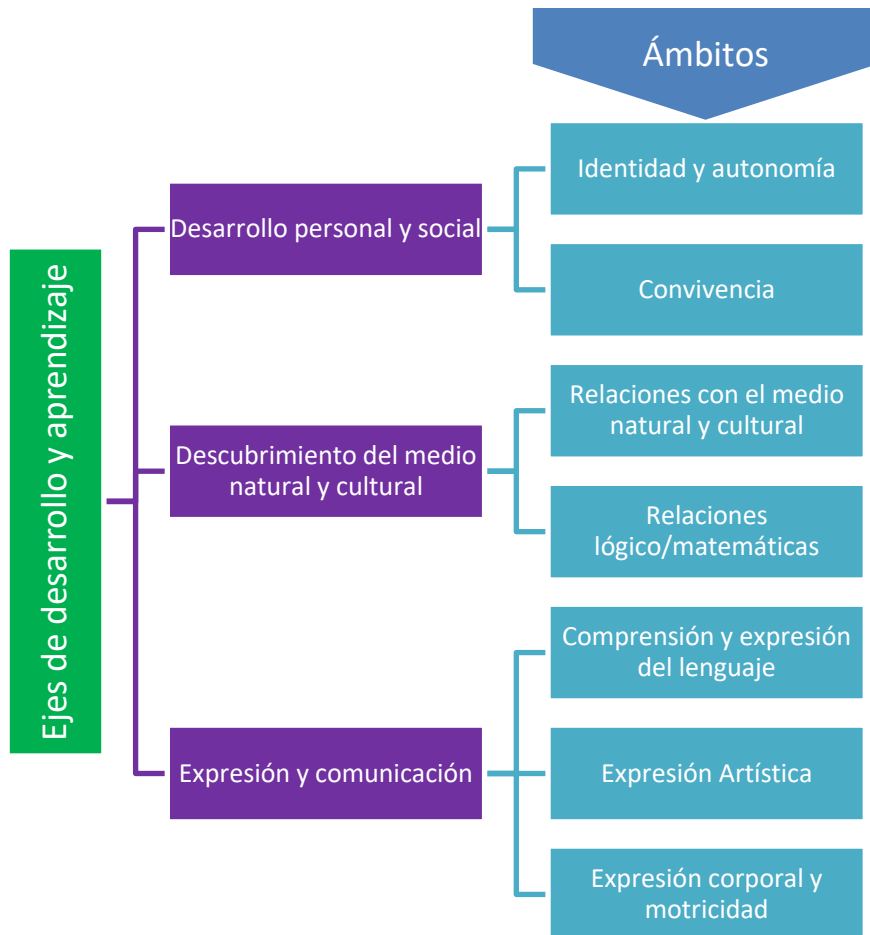 Ámbitos
Ejes de desarrollo y aprendizaje
Desarrollo personal y social
Identidad y autonomía
Convivencia
Descubrimiento del medio
natural y cultural
Relaciones con el medio
natural y cultural
Relaciones
lógico/matemáticas
Expresión y comunicación
Comprensión y expresión
del lenguaje
Expresión Artística
Expresión corporal y
motricidad